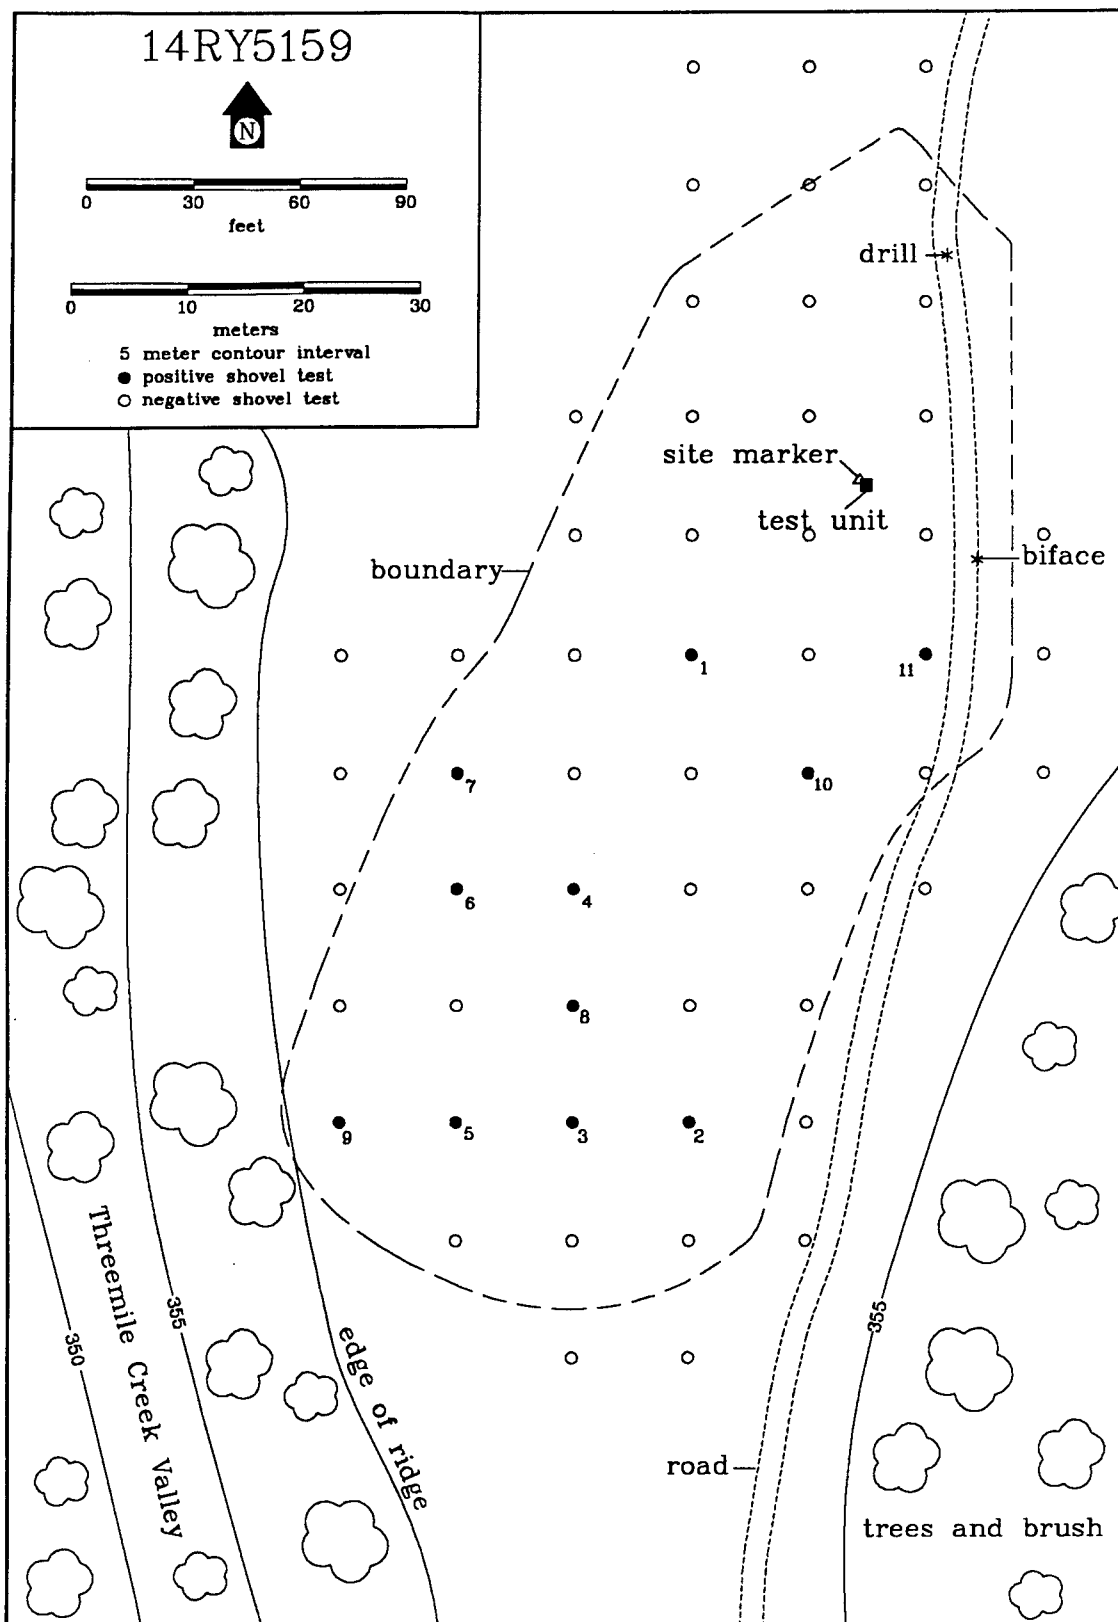 14RY5159
N
0 30 60 90
feet
0 10 20 30
meters
5 meter contour interval
positive shovel test
negative shovel test
drill
site marker
test unit
boundary
biface
1
11
7
10
6
4
8
9
5
3
2
Threemile Creek Valley
350
355
edge of ridge
355
road
trees and brush